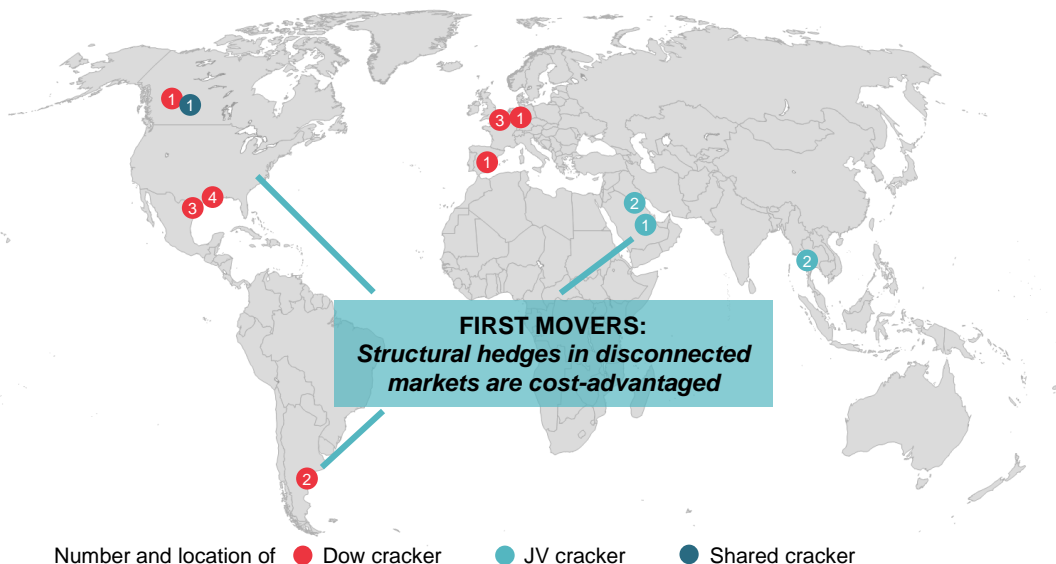 1
1
3
1
1
4
3
2
1
2
FIRST MOVERS:
Structural hedges in disconnected
markets are cost-advantaged
2
Number and location of Dow cracker JV cracker Shared cracker